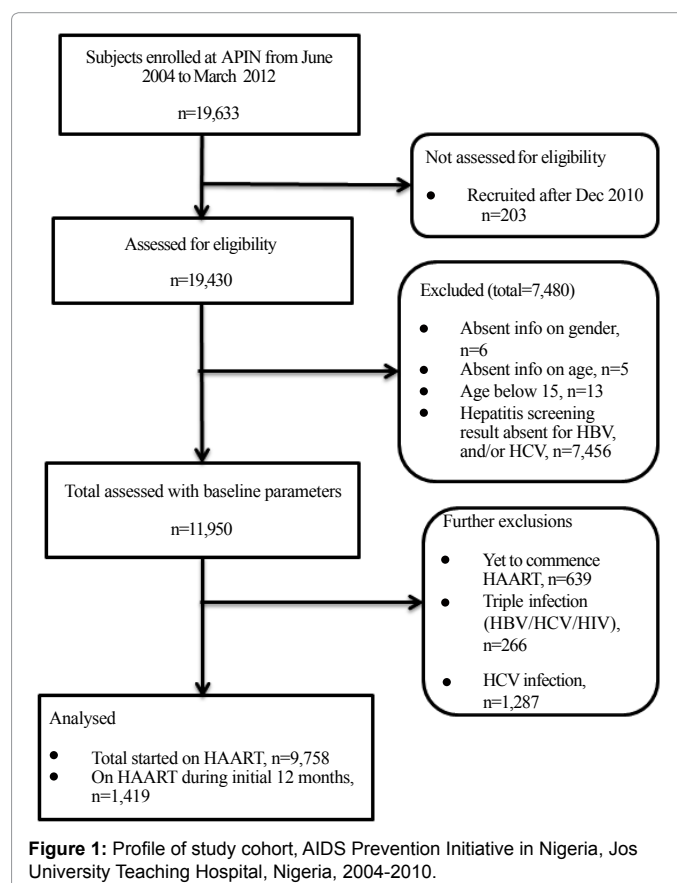 Subjects enrolled at APIN from June
2004 to March 2012
n=19,633
Not assessed for eligibility
● Recruited after Dec 2010
n=203
Assessed for eligibility
n=19,430
Excluded (total=7,480)
● Absent info on gender,
n=6
● Absent info on age, n=5
● Age below 15, n=13
● Hepatitis screening
result absent for HBV,
and/or HCV, n=7,456
Total assessed with baseline parameters
n=11,950
Further exclusions
● Yet to commence
HAART, n=639
● Triple infection
(HBV/HCV/HIV),
n=266
● HCV infection,
n=1,287
Analysed
● Total started on HAART, n=9,758
● On HAART during initial 12 months,
n=1,419
Figure 1: Profile of study cohort, AIDS Prevention Initiative in Nigeria, Jos
University Teaching Hospital, Nigeria, 2004-2010.